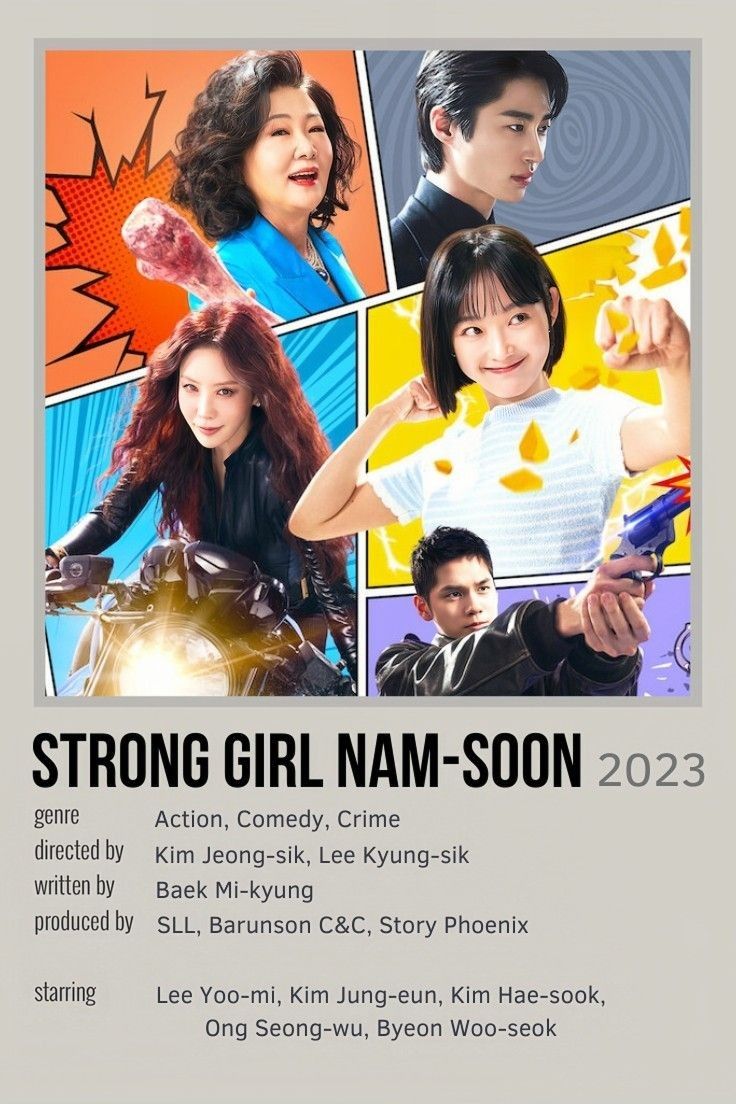 STRONG GIRL NAM-SOON 2023
genre Action, Comedy, Crime
directed by Kim Jeong-sik, Lee Kyung-sik
written by Baek Mi-kyung
produced by SLL, Barunson C&C, Story Phoenix
starring Lee Yoo-mi, Kim Jung-eun, Kim Hae-sook,
Ong Seong-wu, Byeon Woo-seok